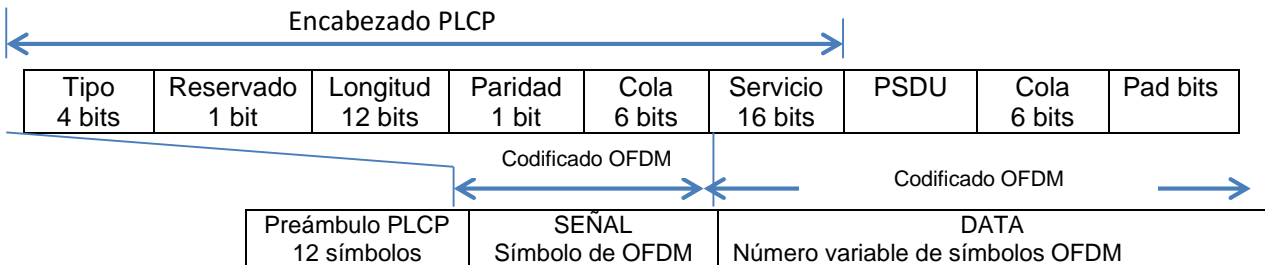 Encabezado PLCP
Tipo Reservado Longitud Paridad Cola Servicio PSDU Cola Pad bits
4 bits 1 bit 12 bits 1 bit 6 bits 16 bits 6 bits
Codificado OFDM
Codificado OFDM
Preámbulo PLCP SEÑAL DATA
12 símbolos Símbolo de OFDM Número variable de símbolos OFDM